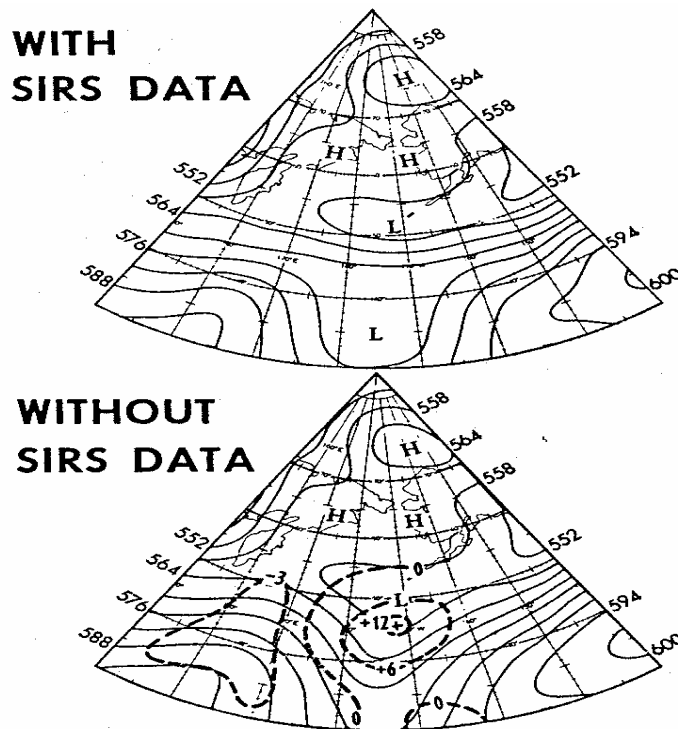 WITH
SIRS DATA
558
H
564
558
H
H
552
552
564
L
576
594
588
600
L
WITHOUT
SIRS DATA
558
564
H
558
H
H
552
552
0
564
-3
L
576
+12
594
588
+6
600
0
0